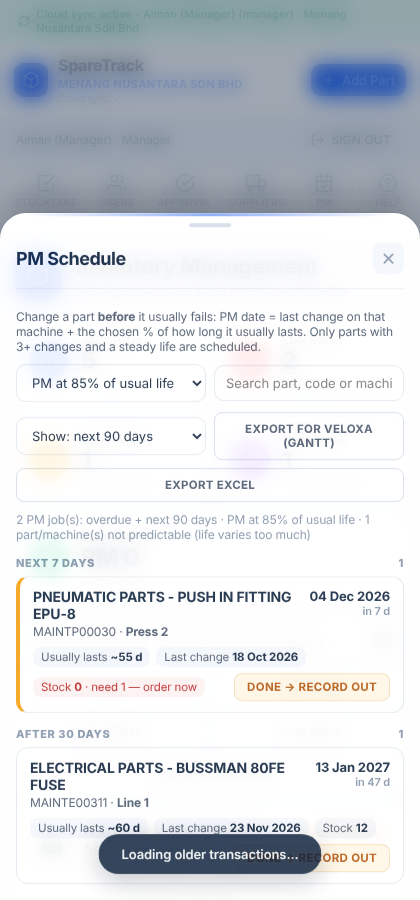 Cloud sync active · Aiman (Manager) (manager) · Menang
Nusantara Sdn Bhd
SpareTrack
MENANG NUSANTARA SDN BHD
Cloud sync ✓
+ Add Part
Aiman (Manager) · Manager
SIGN OUT
STOCKTAKE
USERS
APPROVAL
SUPPLIERS
PM
HELP
Inventory Management
PM Schedule
Change a part before it usually fails: PM date = last change on that
machine + the chosen % of how long it usually lasts. Only parts with
3+ changes and a steady life are scheduled.
PM at 85% of usual life
Search part, code or machi
Show: next 90 days
EXPORT FOR VELOXA
(GANTT)
EXPORT EXCEL
2 PM job(s): overdue + next 90 days · PM at 85% of usual life · 1
part/machine(s) not predictable (life varies too much)
NEXT 7 DAYS
1
PNEUMATIC PARTS - PUSH IN FITTING
EPU-8
04 Dec 2026
in 7 d
MAINTP00030 · Press 2
Usually lasts ~55 d
Last change 18 Oct 2026
Stock 0 · need 1 — order now
DONE → RECORD OUT
AFTER 30 DAYS
1
ELECTRICAL PARTS - BUSSMAN 80FE
FUSE
13 Jan 2027
in 47 d
MAINTE00311 · Line 1
Usually lasts ~60 d
Last change 23 Nov 2026
Stock 12
Loading older transactions...
RECORD OUT